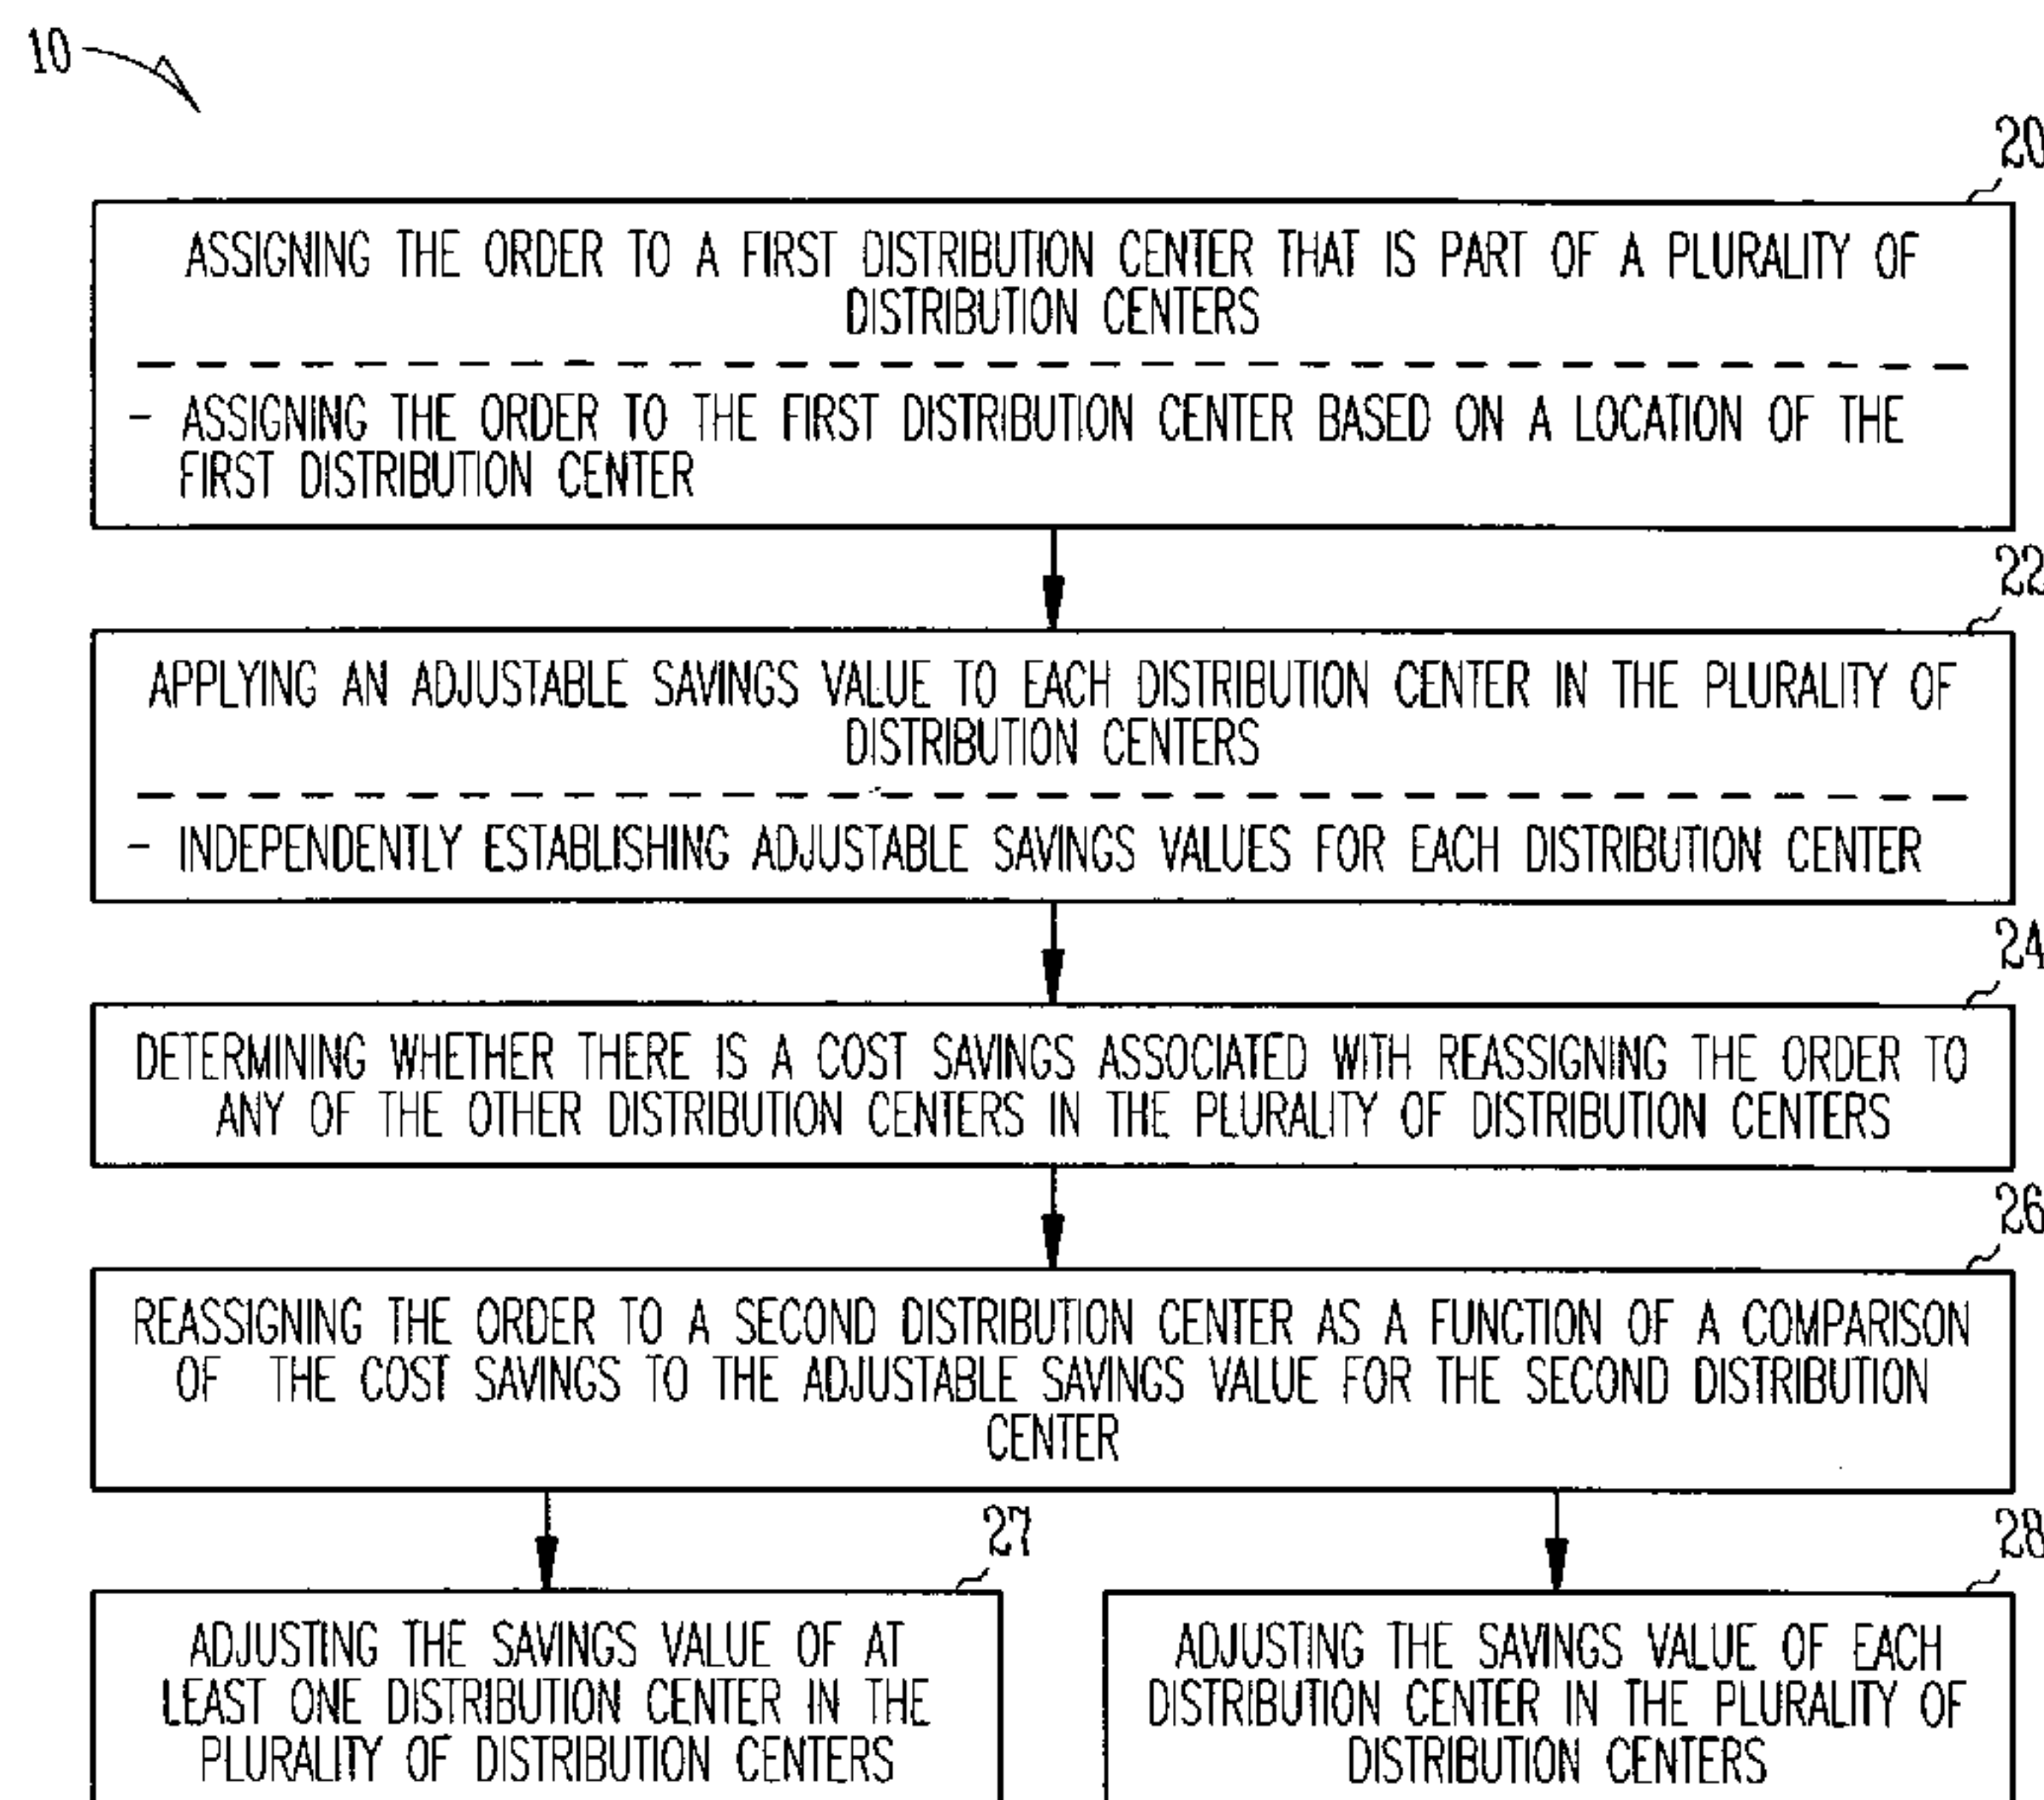 10
20
ASSIGNING THE ORDER TO A FIRST DISTRIBUTION CENTER THAT IS PART OF A PLURALITY OF
DISTRIBUTION CENTERS
- ASSIGNING THE ORDER TO THE FIRST DISTRIBUTION CENTER BASED ON A LOCATION OF THE
FIRST DISTRIBUTION CENTER
22
APPLYING AN ADJUSTABLE SAVINGS VALUE TO EACH DISTRIBUTION CENTER IN THE PLURALITY OF
DISTRIBUTION CENTERS
- INDEPENDENTLY ESTABLISHING ADJUSTABLE SAVINGS VALUES FOR EACH DISTRIBUTION CENTER
24
DETERMINING WHETHER THERE IS A COST SAVINGS ASSOCIATED WITH REASSIGNING THE ORDER TO
ANY OF THE OTHER DISTRIBUTION CENTERS IN THE PLURALITY OF DISTRIBUTION CENTERS
26
REASSIGNING THE ORDER TO A SECOND DISTRIBUTION CENTER AS A FUNCTION OF A COMPARISON
OF THE COST SAVINGS TO THE ADJUSTABLE SAVINGS VALUE FOR THE SECOND DISTRIBUTION
CENTER
27
ADJUSTING THE SAVINGS VALUE OF AT
LEAST ONE DISTRIBUTION CENTER IN THE
PLURALITY OF DISTRIBUTION CENTERS
28
ADJUSTING THE SAVINGS VALUE OF EACH
DISTRIBUTION CENTER IN THE PLURALITY OF
DISTRIBUTION CENTERS